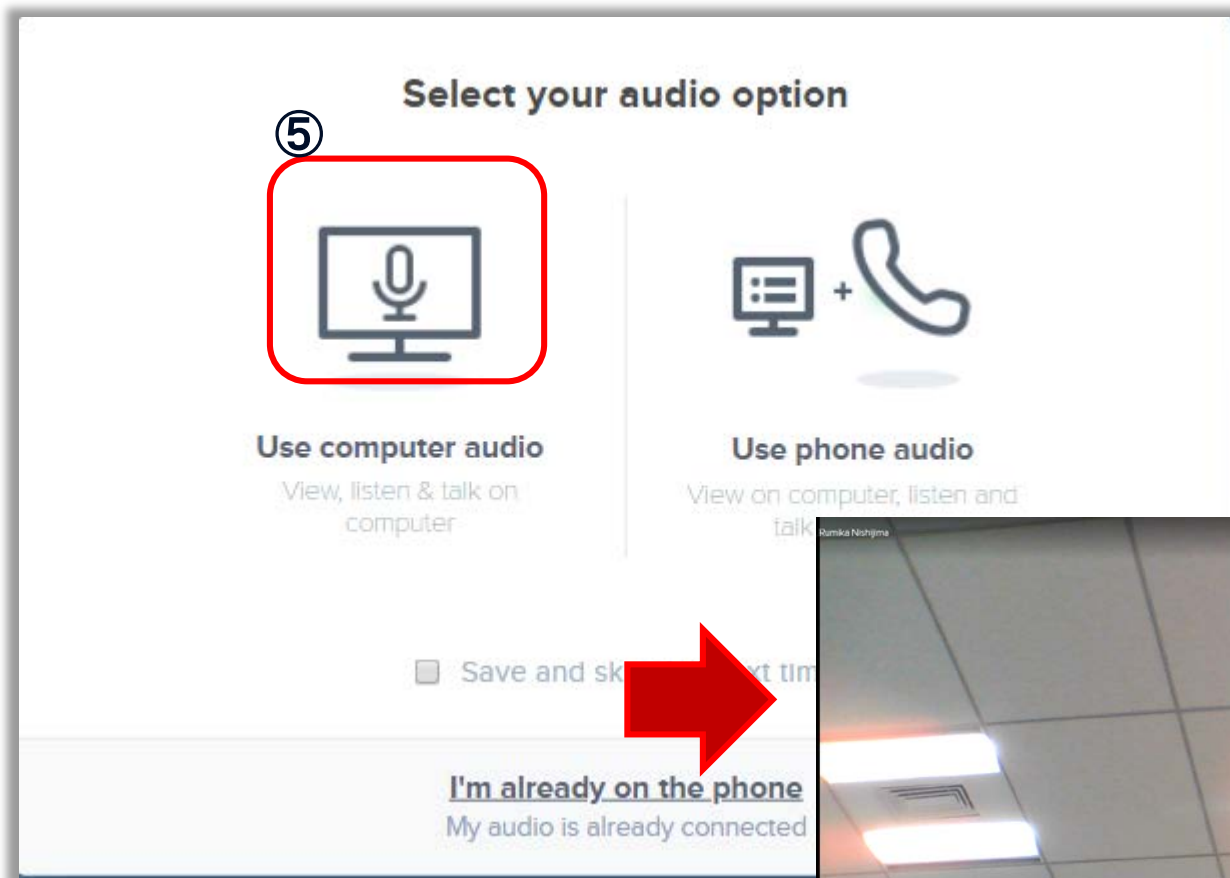 Select your audio option
⑤
Use computer audio
View, listen & talk on
computer
Use phone audio
View on computer, listen and
talk
Rumika Nishijima
Save and sk xt tim
I'm already on the phone
My audio is already connected